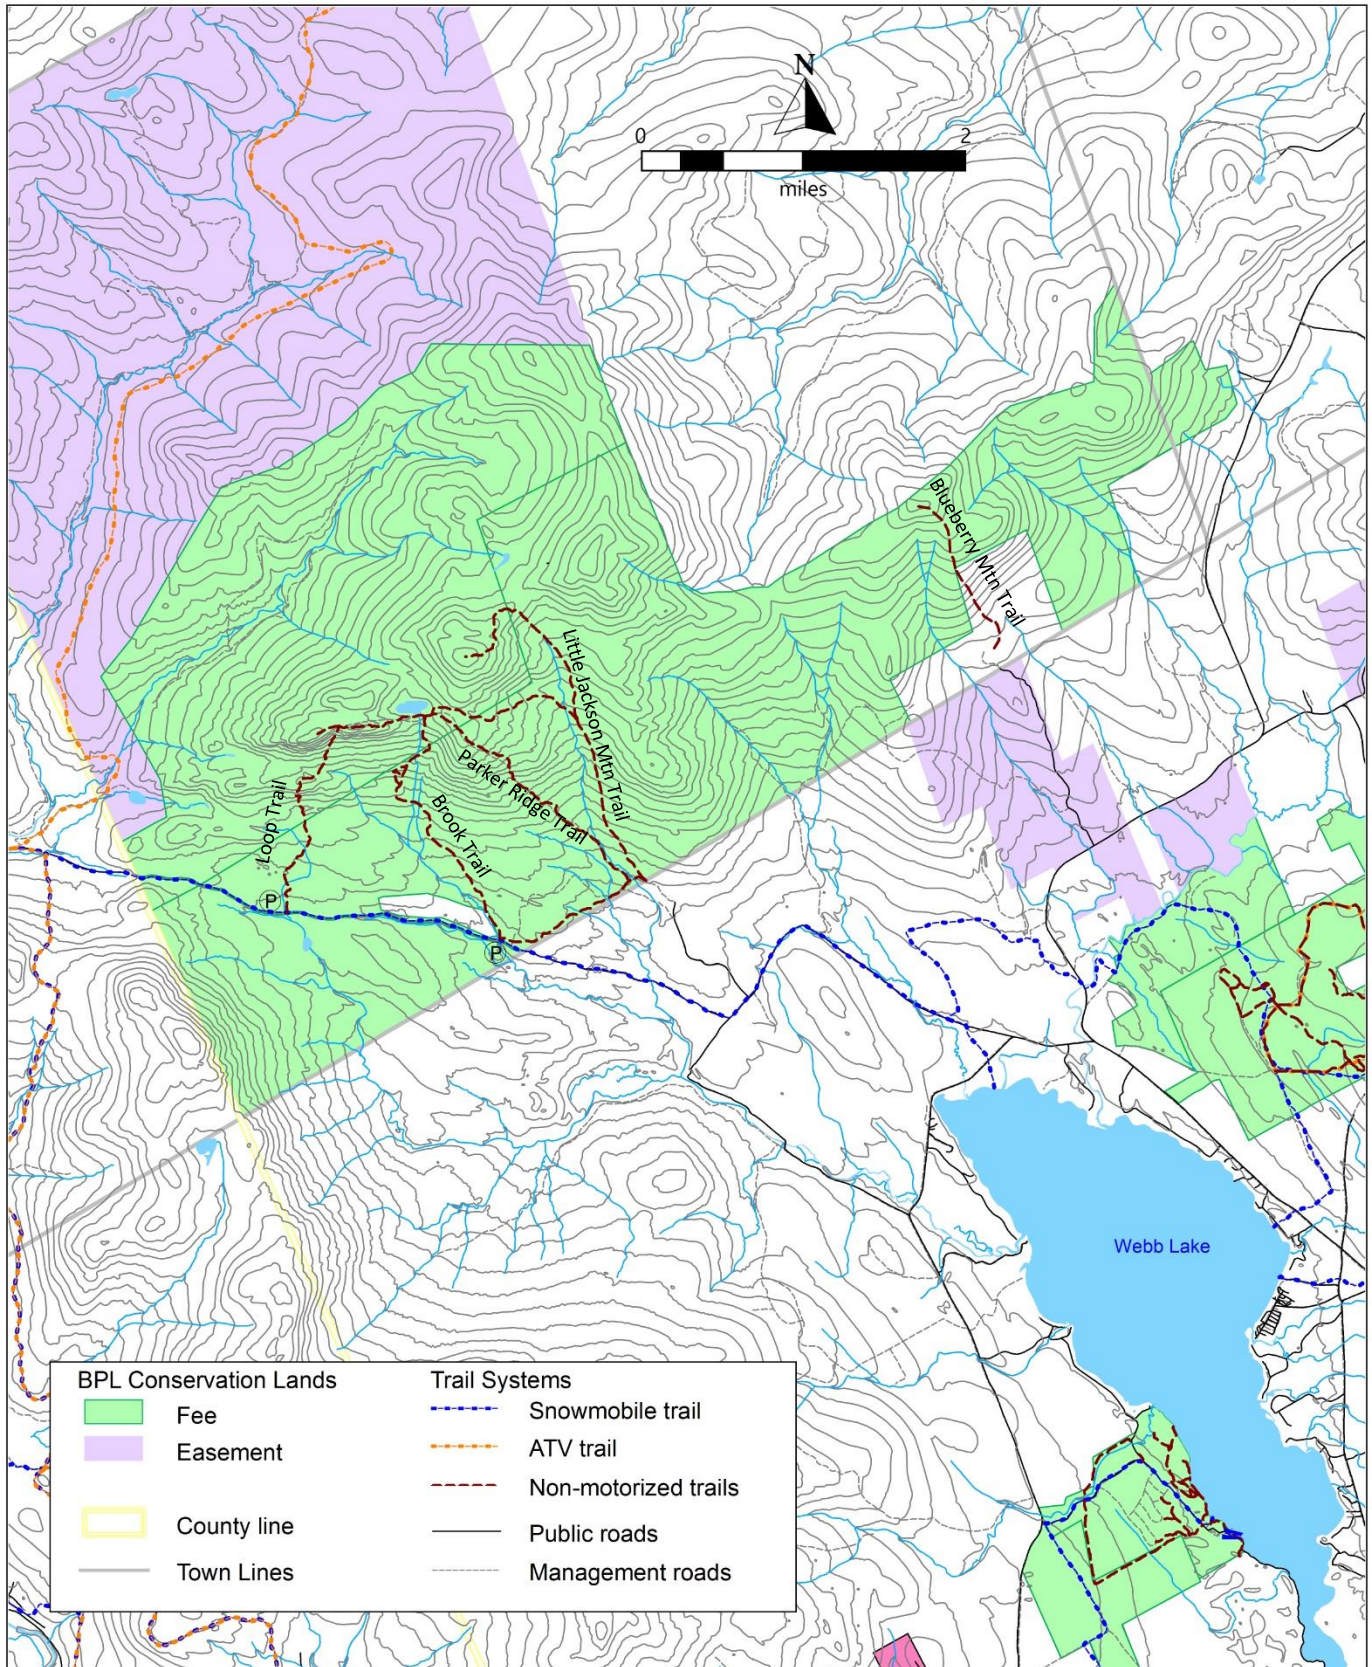 N
0 2
miles
Blueberry Mtn Trail
Little Jackson Mtn Trail
Parker Ridge Trail
Loop Trail
Brook Trail
P
P
Webb Lake
BPL Conservation Lands
Fee
Easement
County line
Town Lines
Trail Systems
Snowmobile trail
ATV trail
Non-motorized trails
Public roads
Management roads